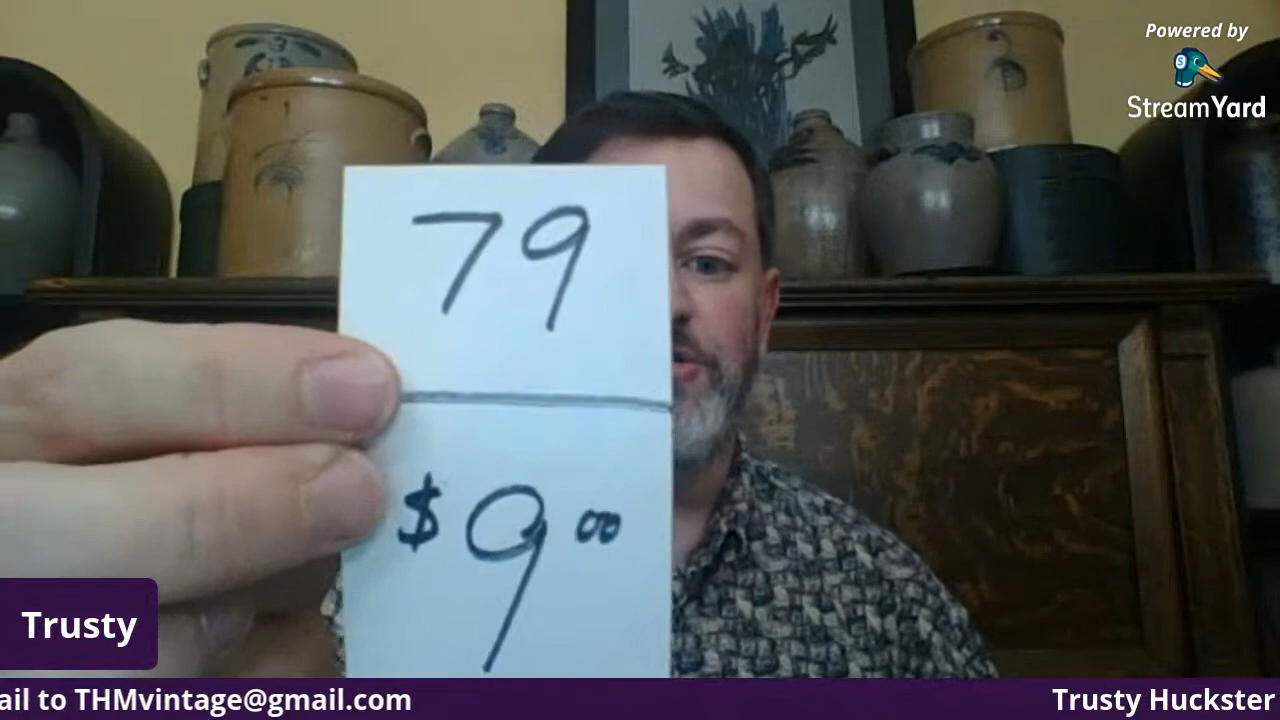 Powered by
StreamYard
79
$9.00
Trusty
ail to THMvintage@gmail.com
Trusty Huckster